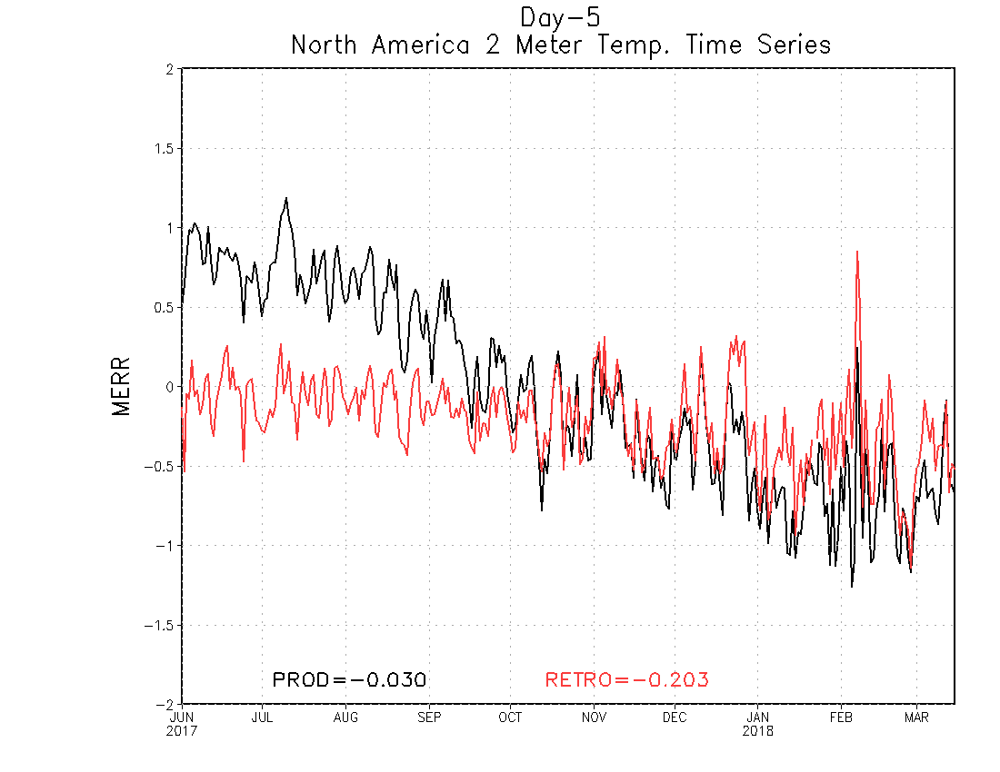 Day-5
North America 2 Meter Temp. Time Series
2
1.5
1
0.5
0
-0.5
-1
-1.5
-2
MERR
PROD=-0.030 RETRO=-0.203
JUN JUL AUG SEP OCT NOV DEC JAN FEB MAR
2017 2018